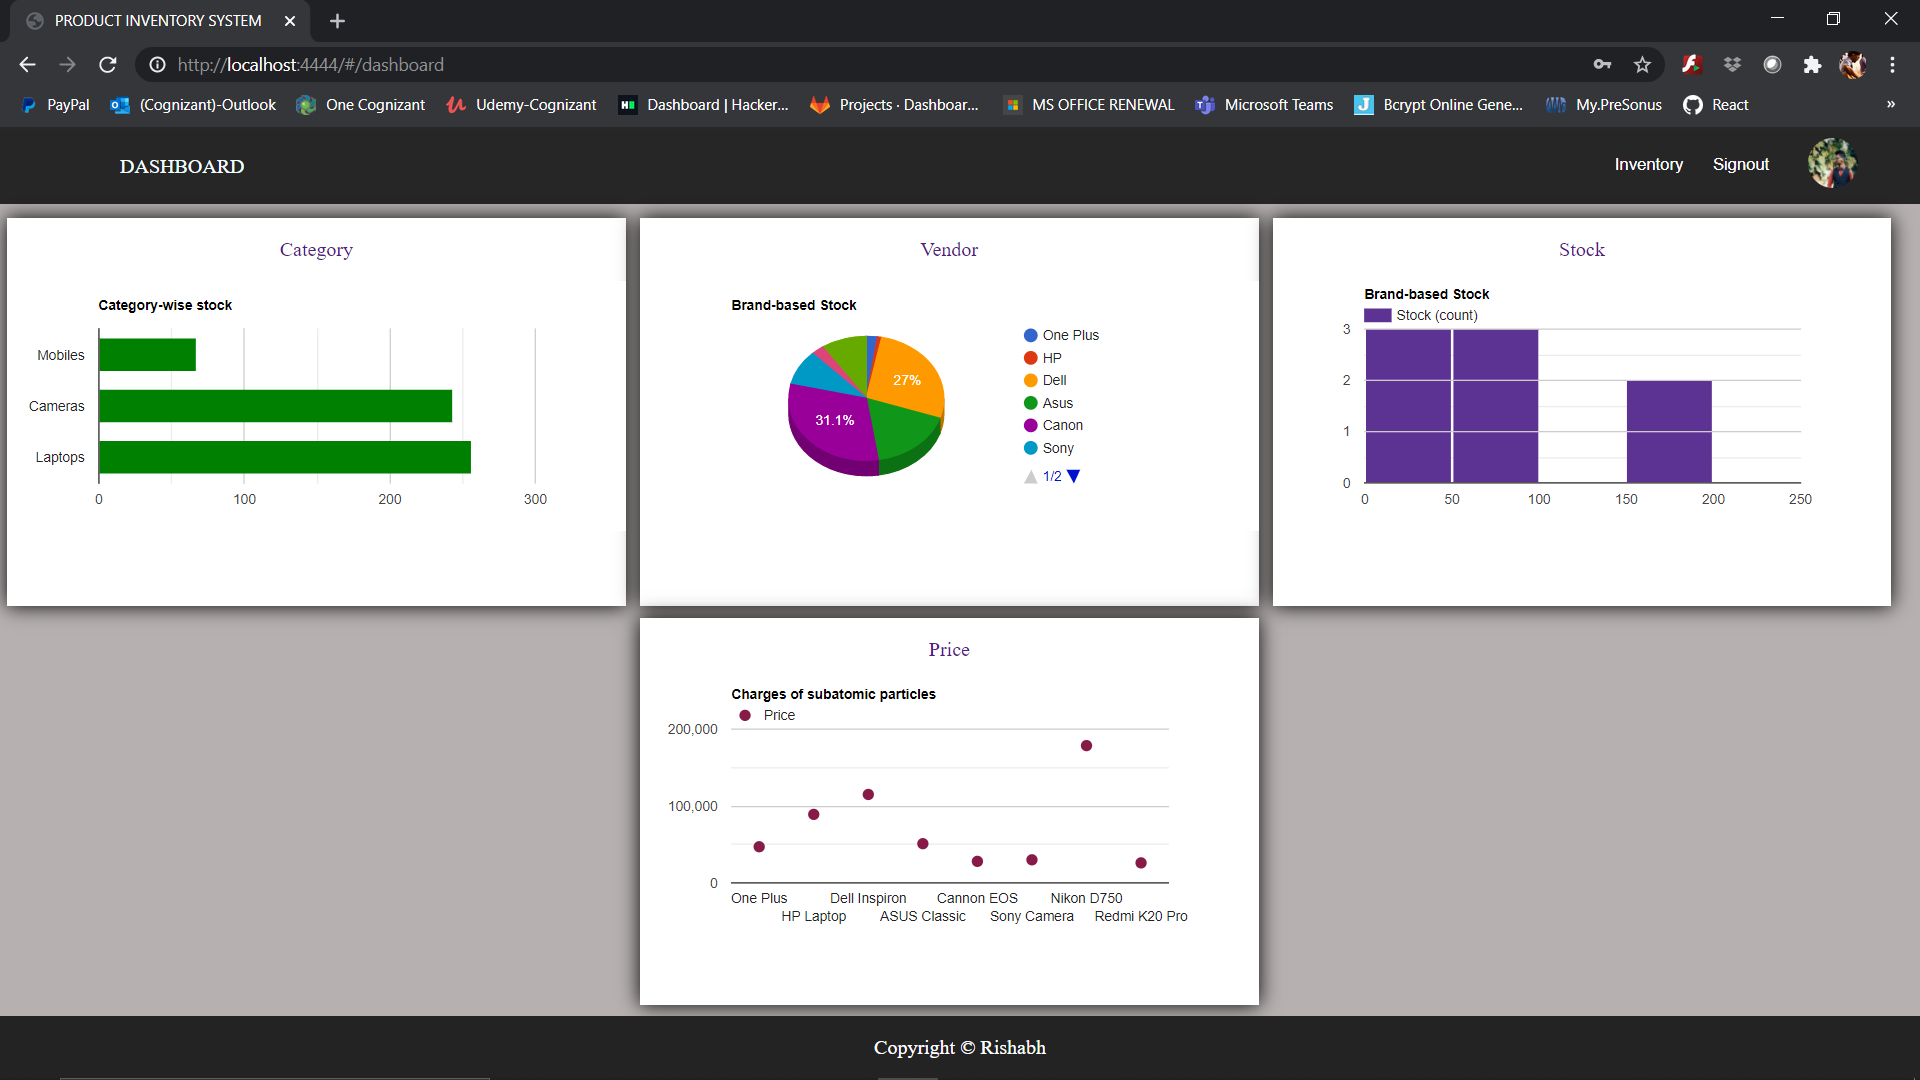 PRODUCT INVENTORY SYSTEM
http://localhost:4444/#/dashboard
PayPal (Cognizant)-Outlook One Cognizant Udemy-Cognizant Dashboard | Hacker... Projects · Dashboar... MS OFFICE RENEWAL Microsoft Teams Bcrypt Online Gene... My.PreSonus React »
DASHBOARD
Inventory Signout
Category
Category-wise stock
Mobiles
Cameras
Laptops
0 100 200 300
Vendor
Brand-based Stock
27%
31.1%
One Plus
HP
Dell
Asus
Canon
Sony
1/2
Stock
Brand-based Stock
Stock (count)
3
2
1
0
0 50 100 150 200 250
Price
Charges of subatomic particles
Price
200,000
100,000
0
One Plus Dell Inspiron Cannon EOS Nikon D750
HP Laptop ASUS Classic Sony Camera Redmi K20 Pro
Copyright © Rishabh